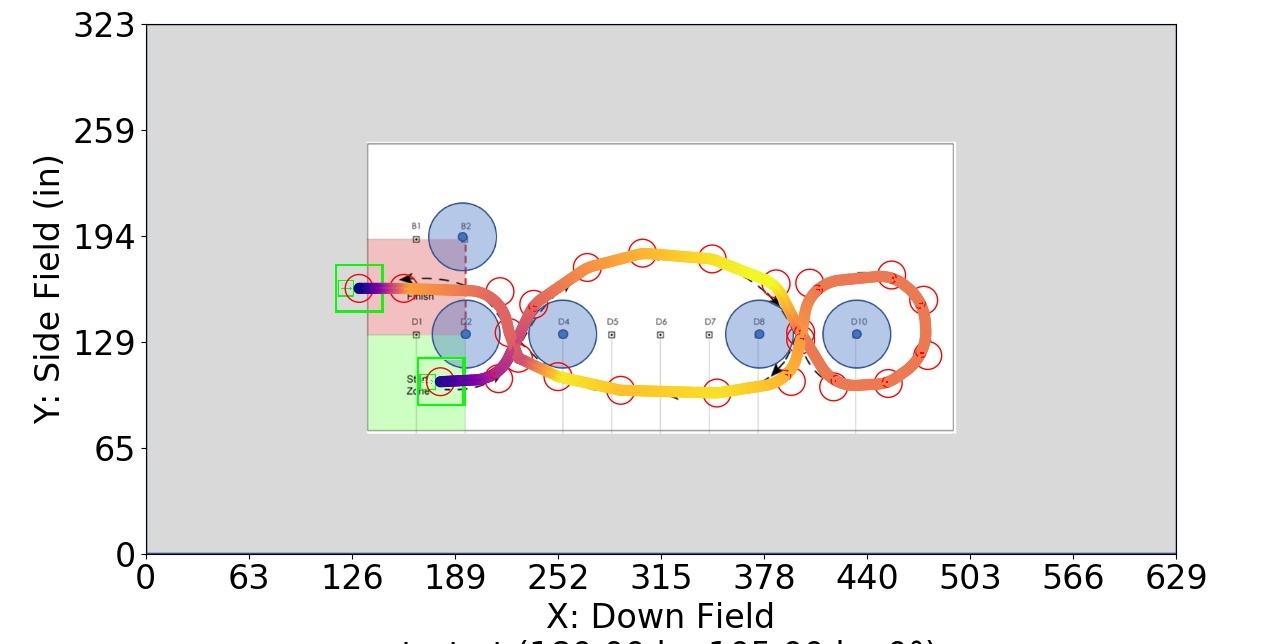 323
259
194
129
65
0
Y: Side Field (in)
B1 B2
Finish
D1 D2 D4 D5 D6 D7 D8 D10
Zone
0 63 126 189 252 315 378 440 503 566 629
X: Down Field